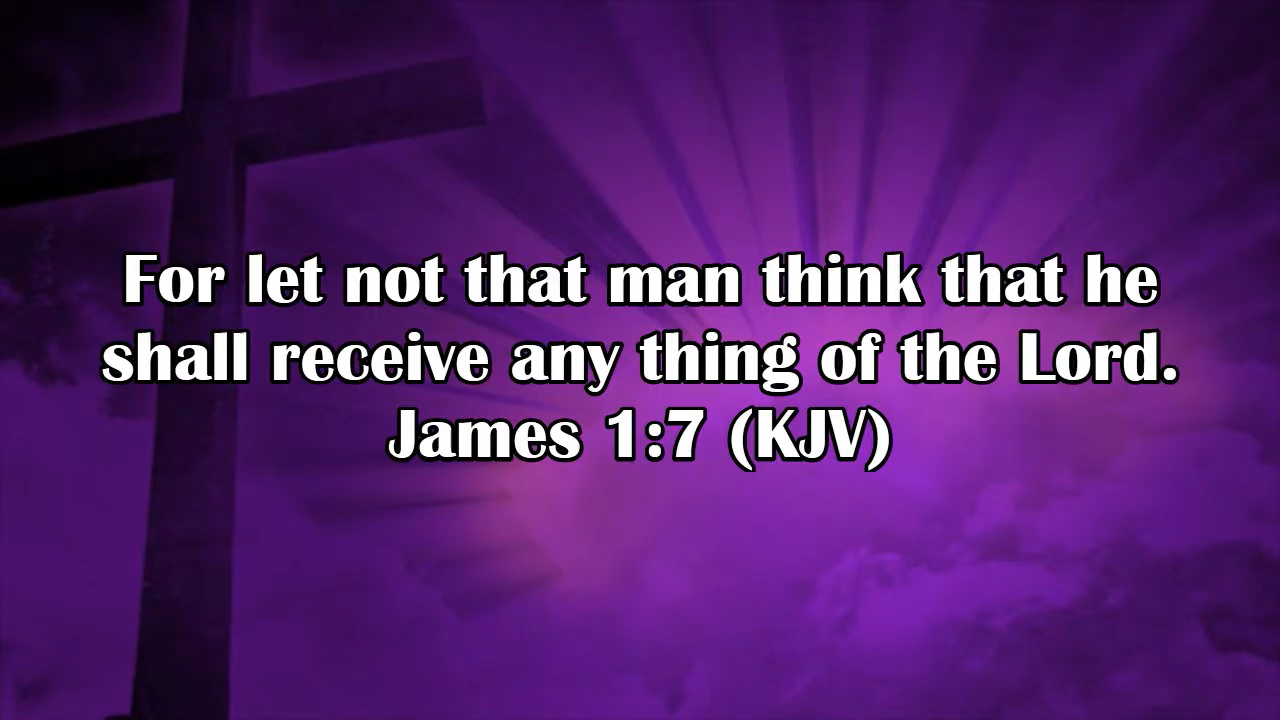 For let not that man think that he
shall receive any thing of the Lord.
James 1:7 (KJV)